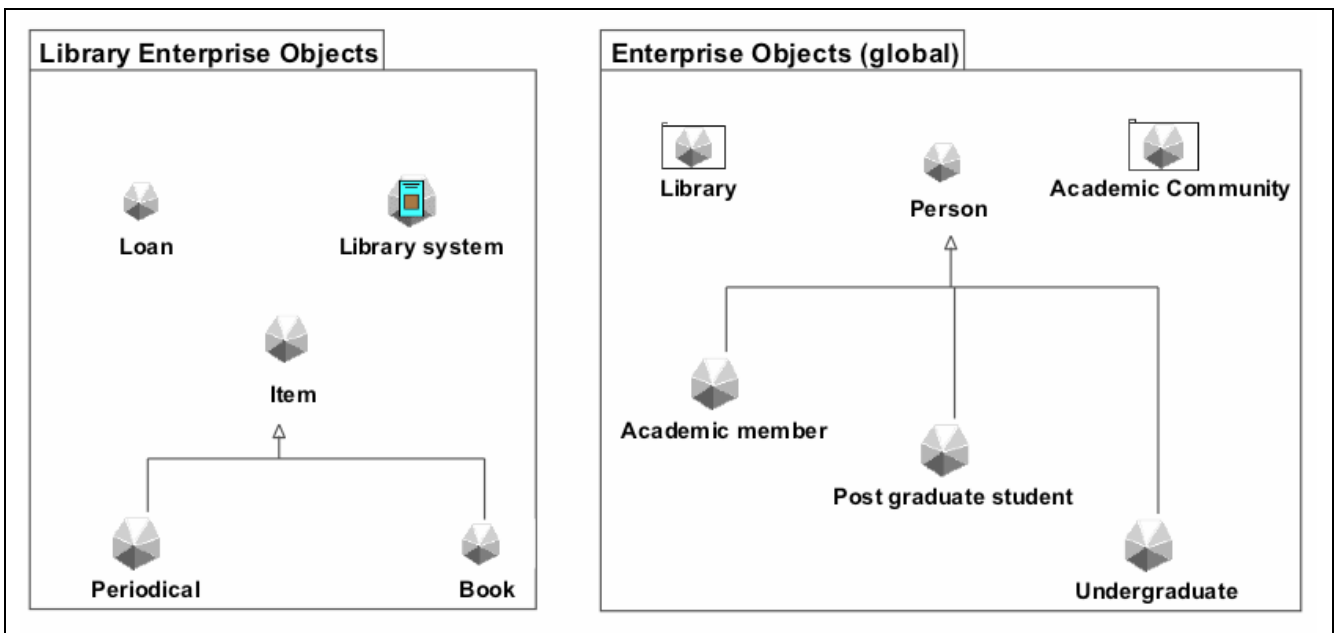 Library Enterprise Objects
Loan
Library system
Item
Periodical
Book
Enterprise Objects (global)
Library
Person
Academic Community
Academic member
Post graduate student
Undergraduate